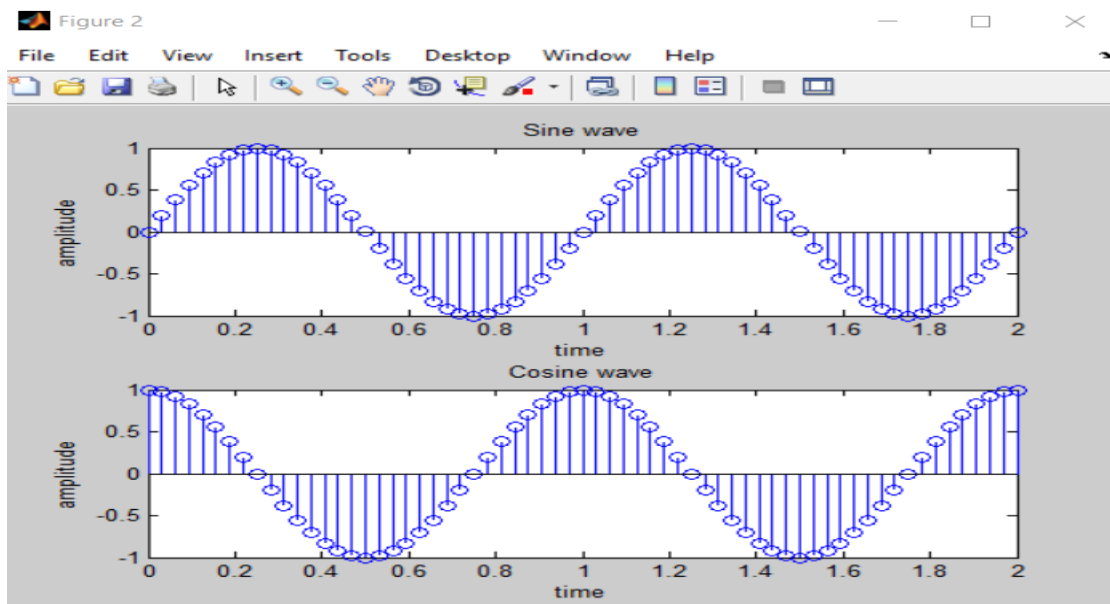 Figure 2
File Edit View Insert Tools Desktop Window Help
Sine wave
1
0.5
0
-0.5
-1
amplitude
0 0.2 0.4 0.6 0.8 1 1.2 1.4 1.6 1.8 2
time
Cosine wave
1
0.5
0
-0.5
-1
amplitude
0 0.2 0.4 0.6 0.8 1 1.2 1.4 1.6 1.8 2
time